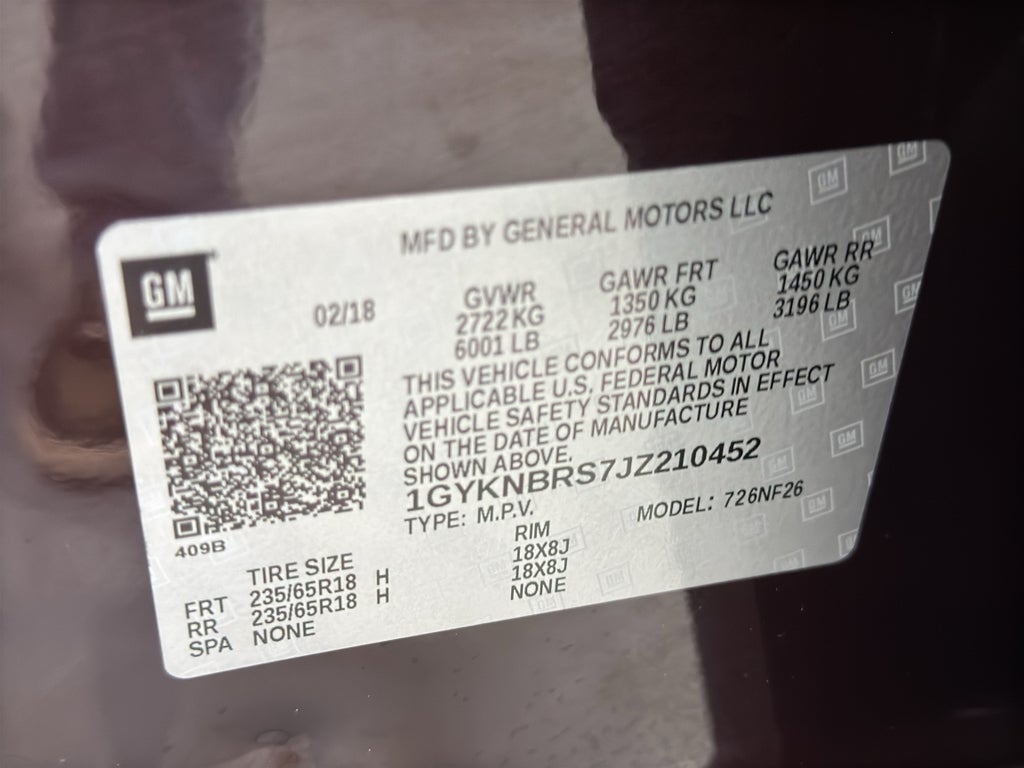 GM
MFD BY GENERAL MOTORS LLC
02/18
GVWR GAWR FRT GAWR RR
2722 KG 1350 KG 1450 KG
6001 LB 2976 LB 3196 LB
THIS VEHICLE CONFORMS TO ALL
APPLICABLE U.S. FEDERAL MOTOR
VEHICLE SAFETY STANDARDS IN EFFECT
ON THE DATE OF MANUFACTURE
SHOWN ABOVE.
1GYKNBRS7JZ210452
TYPE: M.P.V. MODEL: 726NF26
409B
TIRE SIZE RIM
FRT 235/65R18 H 18X8J
RR 235/65R18 H 18X8J
SPA NONE NONE